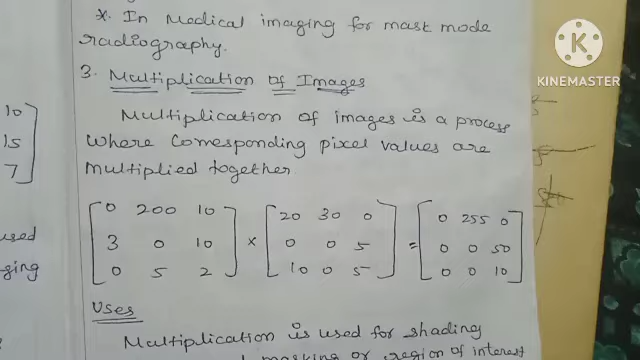 *. In Medical imaging for mask mode
radiography.
3. Multiplication of Images
Multiplication of images is a process
where corresponding pixel values are
multiplied together
10
15
7
0 200 10
3 0 10
0 5 2
×
20 30 0
0 0 5
10 0 5
=
0 255 0
0 0 50
0 0 10
used
aging
Uses
Multiplication is used for shading
masking or region of interest
K
KINEMASTER